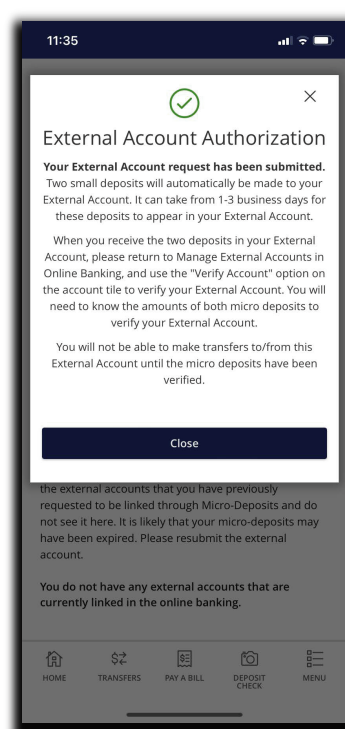 11:35
External Account Authorization
Your External Account request has been submitted.
Two small deposits will automatically be made to your
External Account. It can take from 1-3 business days for
these deposits to appear in your External Account.
When you receive the two deposits in your External
Account, please return to Manage External Accounts in
Online Banking, and use the "Verify Account" option on
the account tile to verify your External Account. You will
need to know the amounts of both micro deposits to
verify your External Account.
You will not be able to make transfers to/from this
External Account until the micro deposits have been
verified.
Close
the external accounts that you have previously
requested to be linked through Micro-Deposits and do
not see it here. It is likely that your micro-deposits may
have been expired. Please resubmit the external
account.
You do not have any external accounts that are
currently linked in the online banking.
HOME TRANSFERS PAY A BILL DEPOSIT CHECK MENU